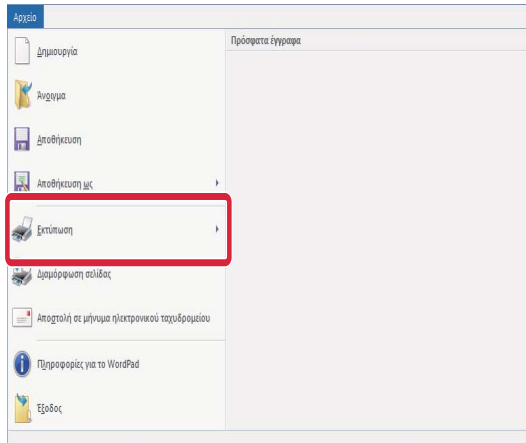 Αρχείο
Πρόσφατα έγγραφα
Δημιουργία
Άνοιγμα
Αποθήκευση
Αποθήκευση ως
Εκτύπωση
Διαμόρφωση σελίδας
Αποστολή σε μήνυμα ηλεκτρονικού ταχυδρομείου
Πληροφορίες για το WordPad
Έξοδος